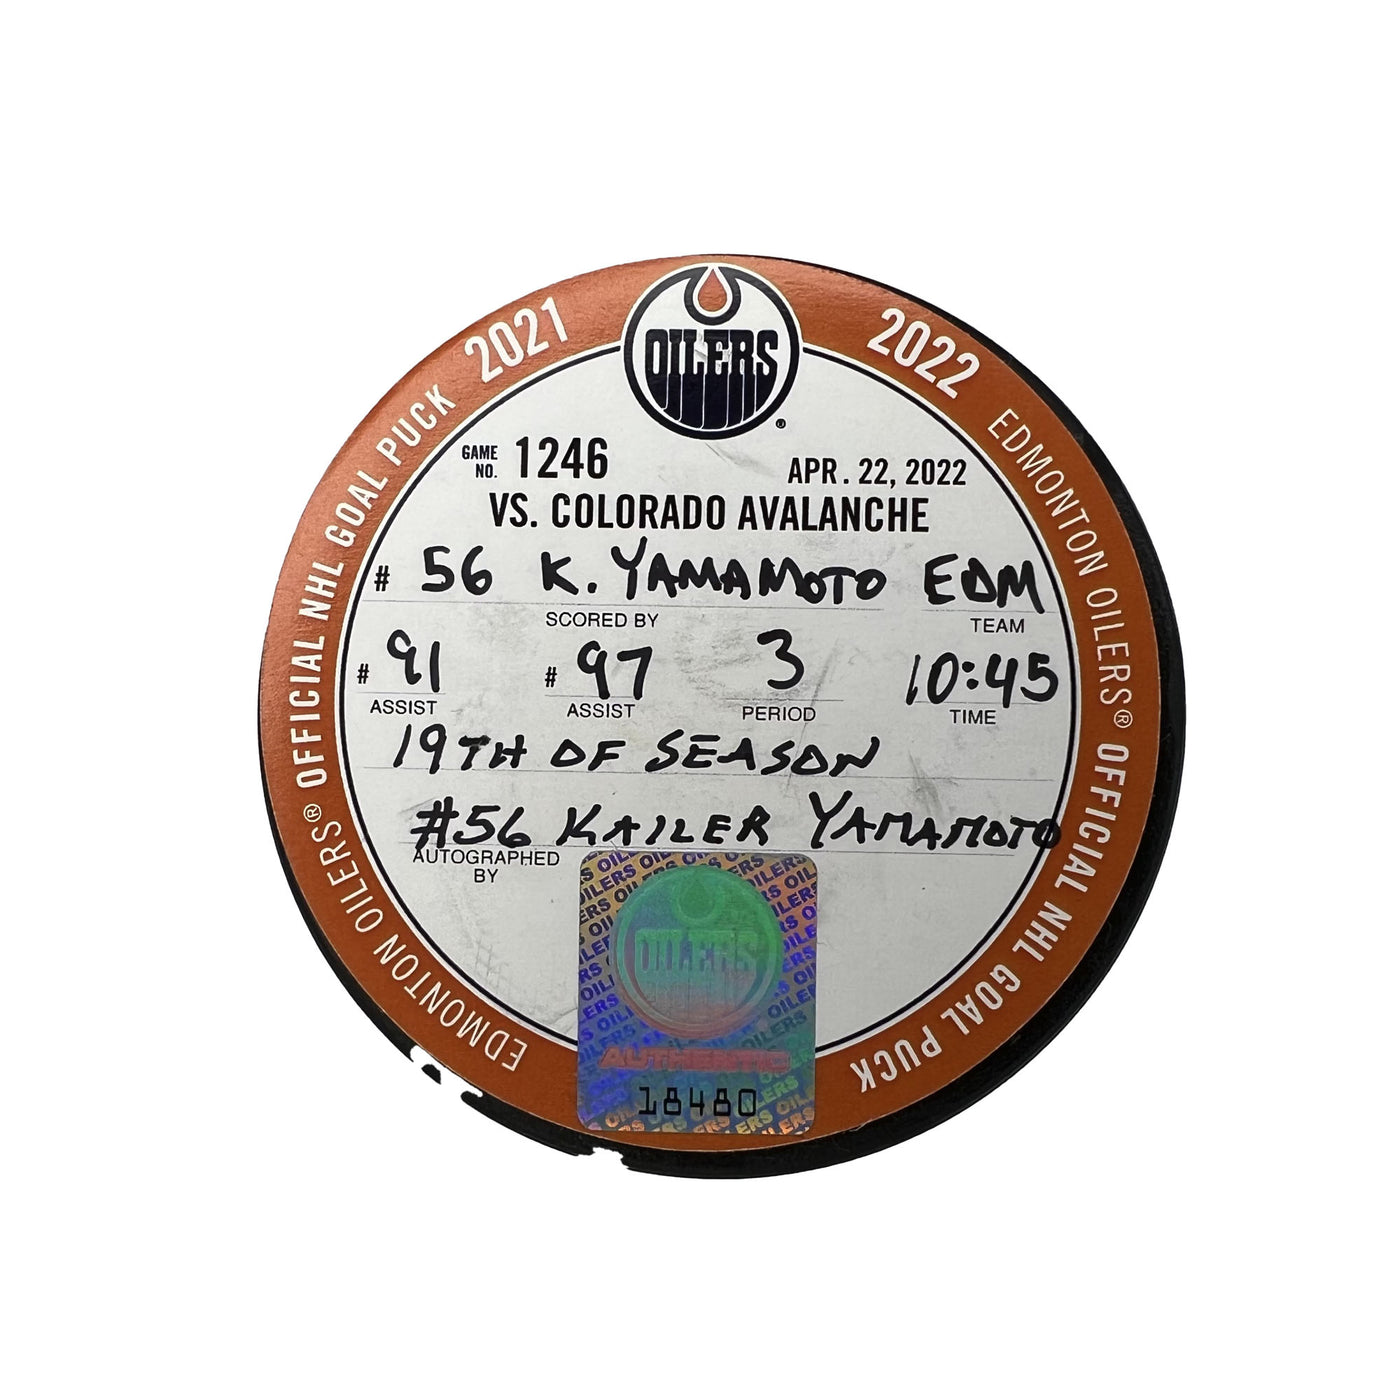 2021 OILERS ® 2022
EDMONTON OILERS® OFFICIAL NHL GOAL PUCK
EDMONTON OILERS® OFFICIAL NHL GOAL PUCK
GAME NO. 1246 APR. 22, 2022
VS. COLORADO AVALANCHE
# 56 K. YAMAMOTO EDM
SCORED BY TEAM
# 91 # 97 3 10:45
ASSIST ASSIST PERIOD TIME
19TH OF SEASON
#56 KAILER YAMAMOTO
AUTOGRAPHED
BY
OILERS
AUTHENTIC
18480